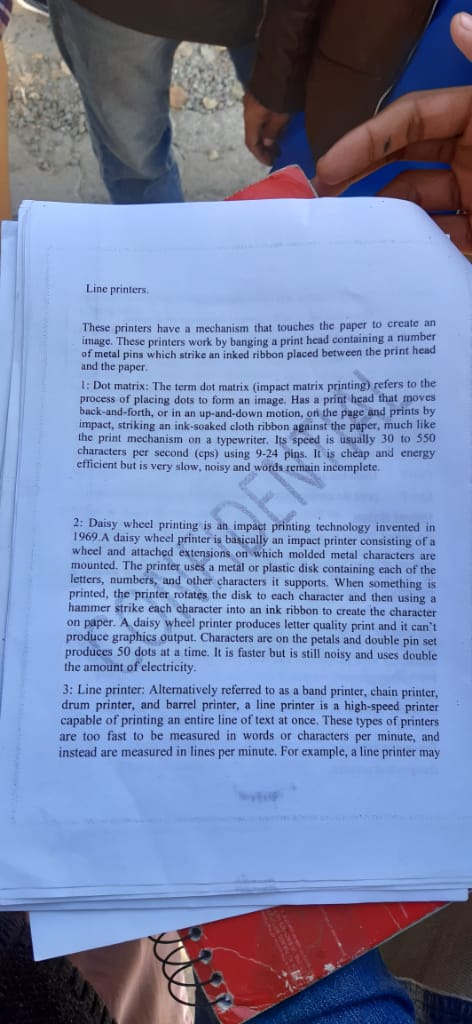 Line printers.
These printers have a mechanism that touches the paper to create an
image. These printers work by banging a print head containing a number
of metal pins which strike an inked ribbon placed between the print head
and the paper.
1: Dot matrix: The term dot matrix (impact matrix printing) refers to the
process of placing dots to form an image. Has a print head that moves
back-and-forth, or in an up-and-down motion, on the page and prints by
impact, striking an ink-soaked cloth ribbon against the paper, much like
the print mechanism on a typewriter. Its speed is usually 30 to 550
characters per second (cps) using 9-24 pins. It is cheap and energy
efficient but is very slow, noisy and words remain incomplete.
2: Daisy wheel printing is an impact printing technology invented in
1969.A daisy wheel printer is basically an impact printer consisting of a
wheel and attached extensions on which molded metal characters are
mounted. The printer uses a metal or plastic disk containing each of the
letters, numbers, and other characters it supports. When something is
printed, the printer rotates the disk to each character and then using a
hammer strike each character into an ink ribbon to create the character
on paper. A daisy wheel printer produces letter quality print and it can't
produce graphics output. Characters are on the petals and double pin set
produces 50 dots at a time. It is faster but is still noisy and uses double
the amount of electricity.
3: Line printer: Alternatively referred to as a band printer, chain printer,
drum printer, and barrel printer, a line printer is a high-speed printer
capable of printing an entire line of text at once. These types of printers
are too fast to be measured in words or characters per minute, and
instead are measured in lines per minute. For example, a line printer may
CONFIDENTIAL